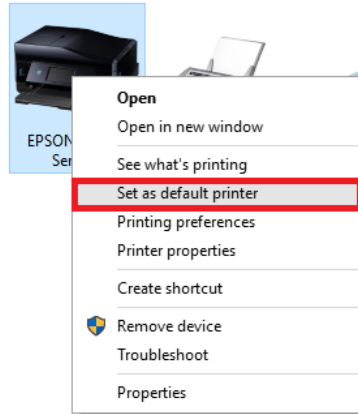 EPSON
Ser
Open
Open in new window
See what's printing
Set as default printer
Printing preferences
Printer properties
Create shortcut
Remove device
Troubleshoot
Properties